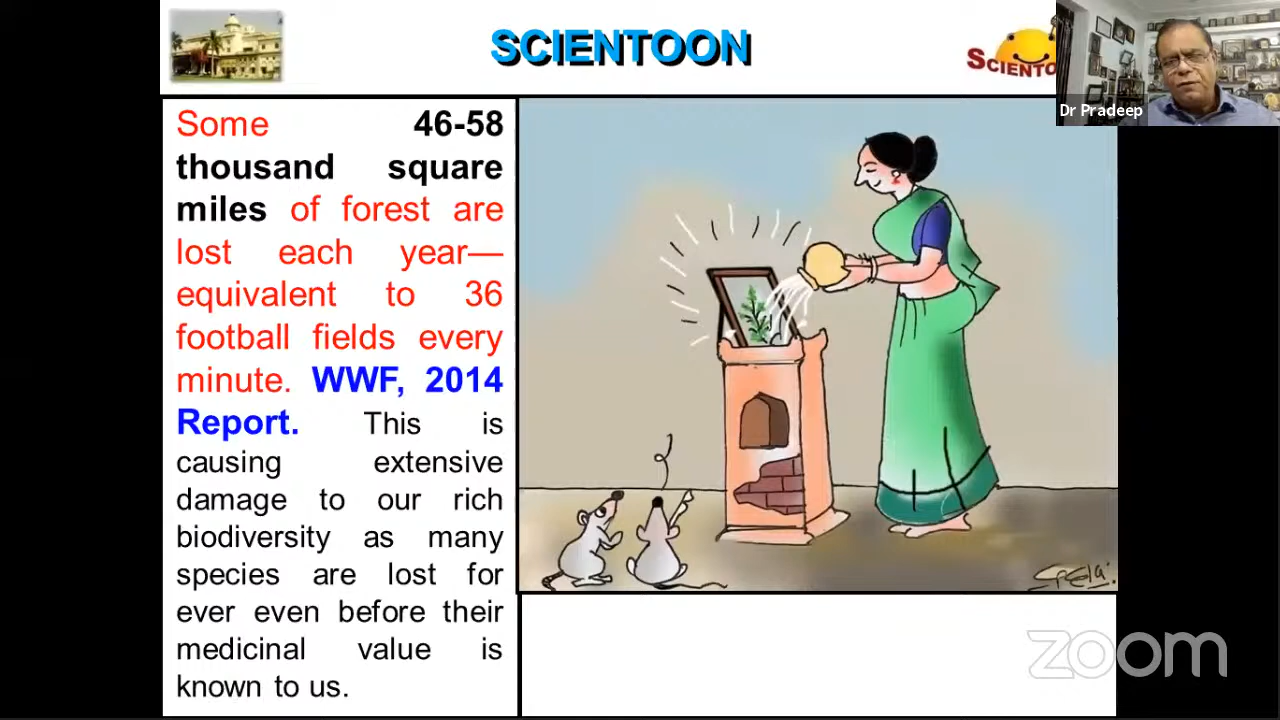 SCIENTOON
Dr Pradeep
Some 46-58
thousand square
miles of forest are
lost each year—
equivalent to 36
football fields every
minute. WWF, 2014
Report. This is
causing extensive
damage to our rich
biodiversity as many
species are lost for
ever even before their
medicinal value is
known to us.
zoom